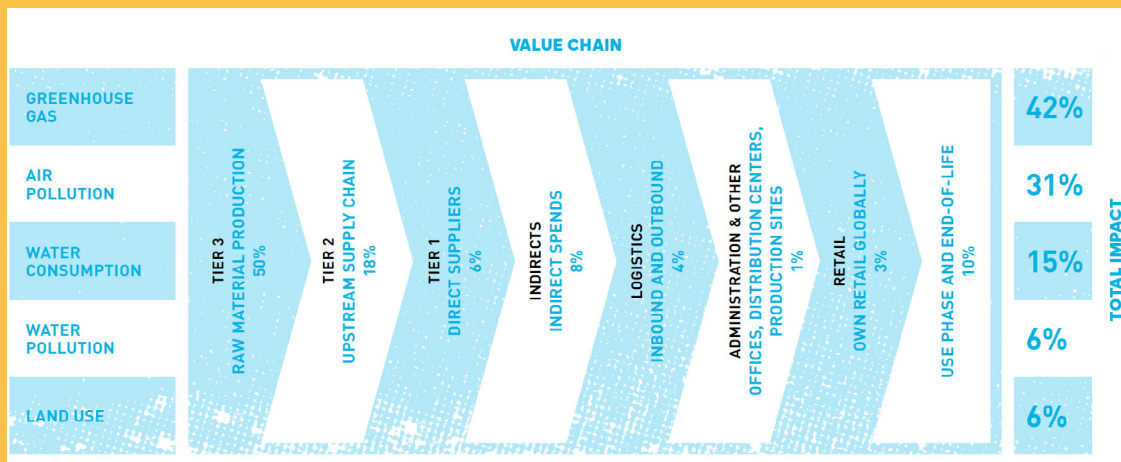 VALUE CHAIN
GREENHOUSE
GAS
AIR
POLLUTION
WATER
CONSUMPTION
WATER
POLLUTION
LAND USE
TIER 3
RAW MATERIAL PRODUCTION
50%
TIER 2
UPSTREAM SUPPLY CHAIN
18%
TIER 1
DIRECT SUPPLIERS
6%
INDIRECTS
INDIRECT SPENDS
8%
LOGISTICS
INBOUND AND OUTBOUND
4%
ADMINISTRATION & OTHER
OFFICES, DISTRIBUTION CENTERS,
PRODUCTION SITES
1%
RETAIL
OWN RETAIL GLOBALLY
3%
USE PHASE AND END-OF-LIFE
10%
42%
31%
15%
6%
6%
TOTAL IMPACT